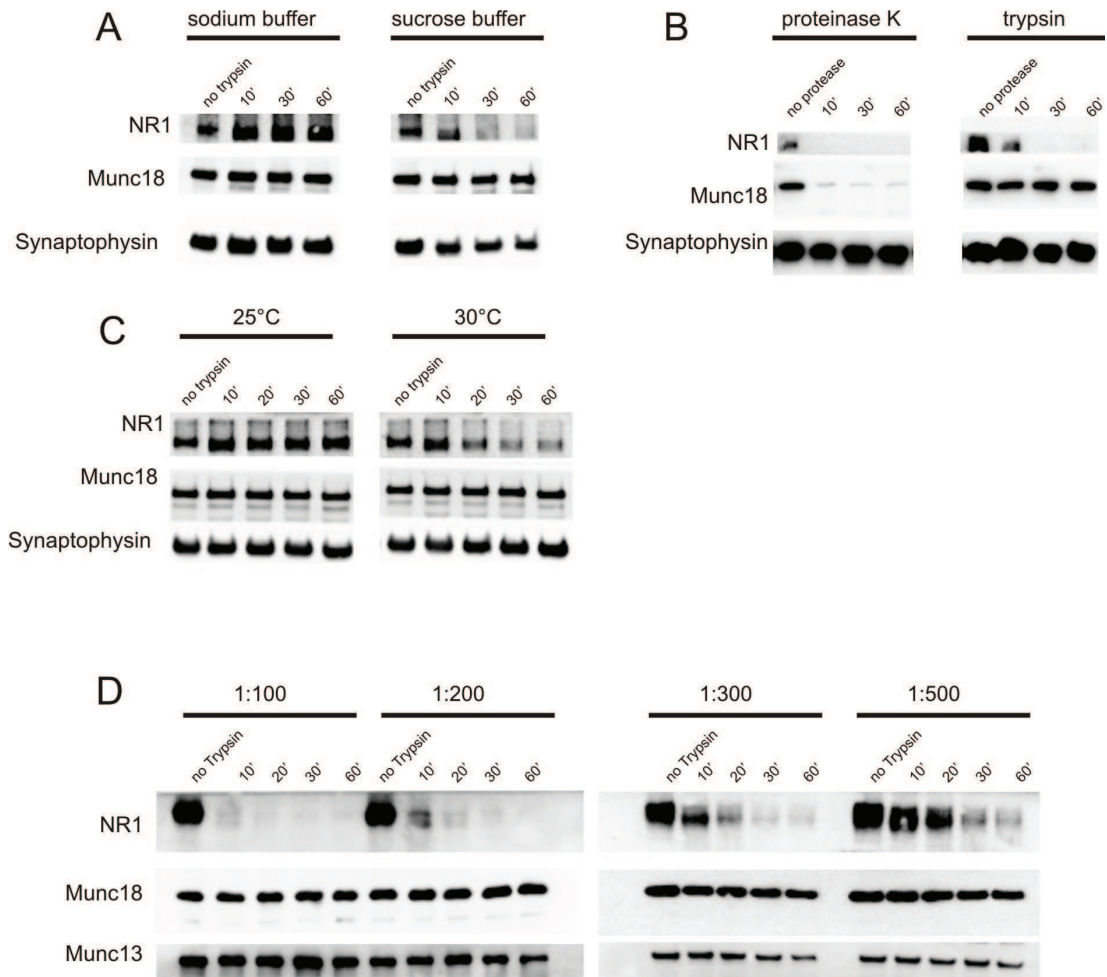 A
sodium buffer sucrose buffer
no trypsin 10' 30' 60' no trypsin 10' 30' 60'
NR1
Munc18
Synaptophysin
B
proteinase K trypsin
no protease 10' 30' 60' no protease 10' 30' 60'
NR1
Munc18
Synaptophysin
C
25°C 30°C
no trypsin 10' 20' 30' 60' no trypsin 10' 20' 30' 60'
NR1
Munc18
Synaptophysin
D
1:100 1:200 1:300 1:500
no Trypsin 10' 20' 30' 60' no Trypsin 10' 20' 30' 60' no Trypsin 10' 20' 30' 60' no Trypsin 10' 20' 30' 60'
NR1
Munc18
Munc13